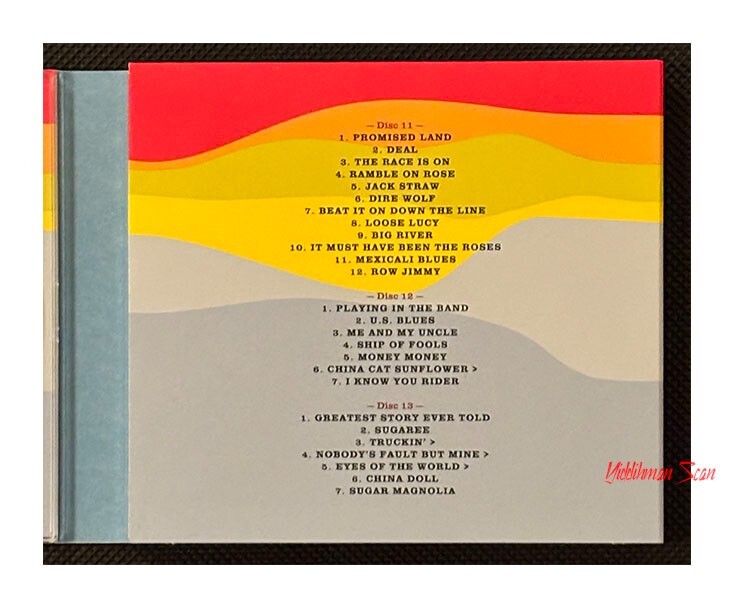 — Disc 11 —
1. PROMISED LAND
2. DEAL
3. THE RACE IS ON
4. RAMBLE ON ROSE
5. JACK STRAW
6. DIRE WOLF
7. BEAT IT ON DOWN THE LINE
8. LOOSE LUCY
9. BIG RIVER
10. IT MUST HAVE BEEN THE ROSES
11. MEXICALI BLUES
12. ROW JIMMY
— Disc 12 —
1. PLAYING IN THE BAND
2. U.S. BLUES
3. ME AND MY UNCLE
4. SHIP OF FOOLS
5. MONEY MONEY
6. CHINA CAT SUNFLOWER >
7. I KNOW YOU RIDER
— Disc 13 —
1. GREATEST STORY EVER TOLD
2. SUGAREE
3. TRUCKIN' >
4. NOBODY'S FAULT BUT MINE >
5. EYES OF THE WORLD >
6. CHINA DOLL
7. SUGAR MAGNOLIA
Scan